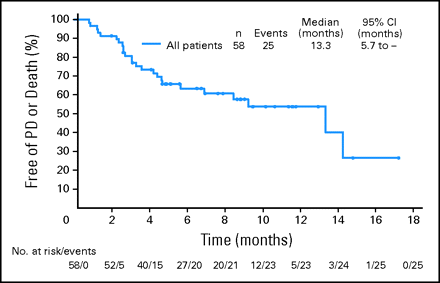 Median 95% CI
n Events (months) (months)
All patients 58 25 13.3 5.7 to –
Free of PD or Death (%)
100
90
80
70
60
50
40
30
20
10
0 2 4 6 8 10 12 14 16 18
Time (months)
No. at risk/events
58/0 52/5 40/15 27/20 20/21 12/23 5/23 3/24 1/25 0/25